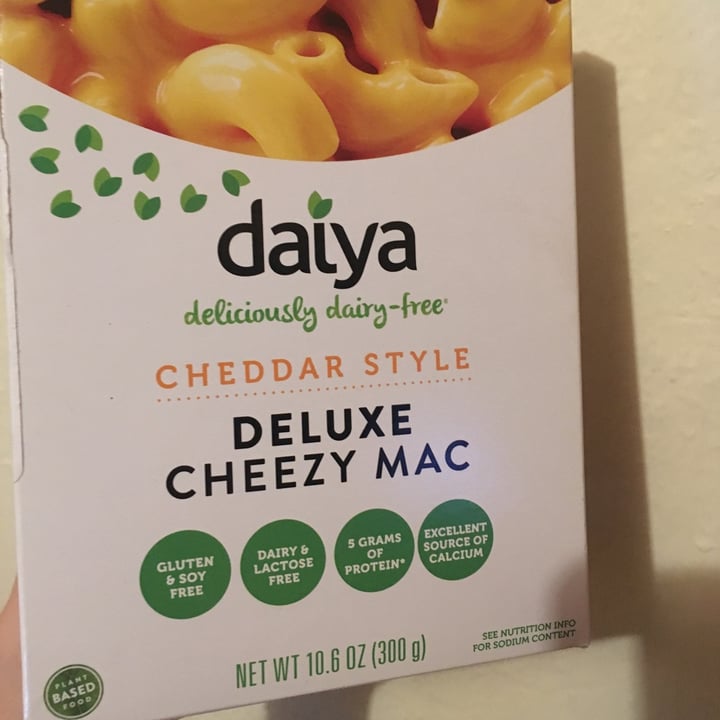 daiya
deliciously dairy-free®
CHEDDAR STYLE
DELUXE
CHEEZY MAC
GLUTEN
& SOY
FREE
DAIRY &
LACTOSE
FREE
5 GRAMS
OF
PROTEIN*
EXCELLENT
SOURCE OF
CALCIUM
SEE NUTRITION INFO
FOR SODIUM CONTENT
NET WT 10.6 OZ (300 g)
PLANT
BASED
FOOD